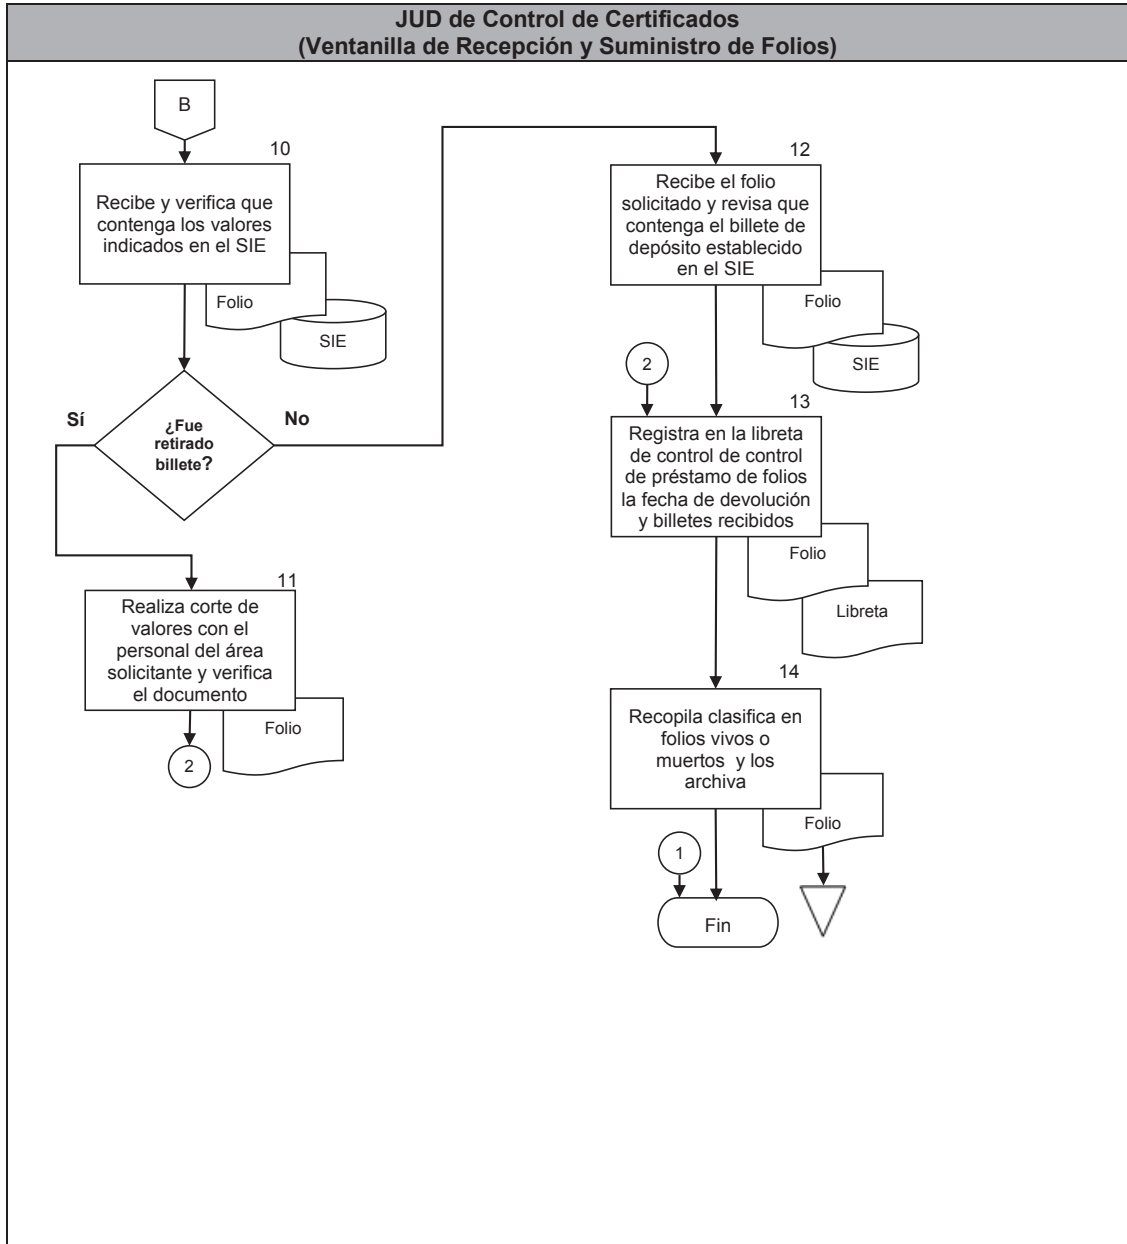 JUD de Control de Certificados
(Ventanilla de Recepción y Suministro de Folios)
B
10
Recibe y verifica que
contenga los valores
indicados en el SIE
Folio
SIE
Sí
¿Fue
retirado
billete?
No
11
Realiza corte de
valores con el
personal del área
solicitante y verifica
el documento
Folio
2
12
Recibe el folio
solicitado y revisa que
contenga el billete de
depósito establecido
en el SIE
Folio
SIE
2
13
Registra en la libreta
de control de control
de préstamo de folios
la fecha de devolución
y billetes recibidos
Folio
Libreta
14
Recopila clasifica en
folios vivos o
muertos y los
archiva
Folio
1
Fin